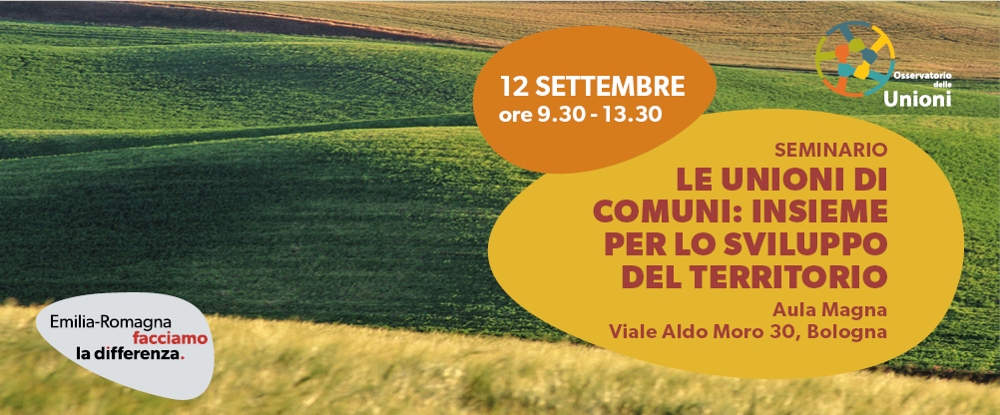 12 SETTEMBRE
ore 9.30 - 13.30
Osservatorio
delle
Unioni
SEMINARIO
LE UNIONI DI
COMUNI: INSIEME
PER LO SVILUPPO
DEL TERRITORIO
Aula Magna
Viale Aldo Moro 30, Bologna
Emilia-Romagna
facciamo
la differenza.